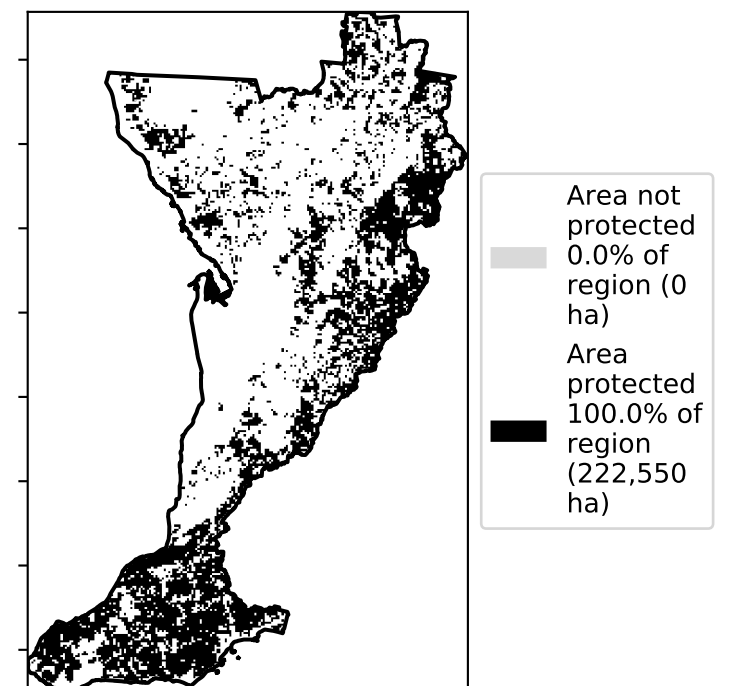 Area not
protected
0.0% of
region (0
ha)
Area
protected
100.0% of
region
(222,550
ha)